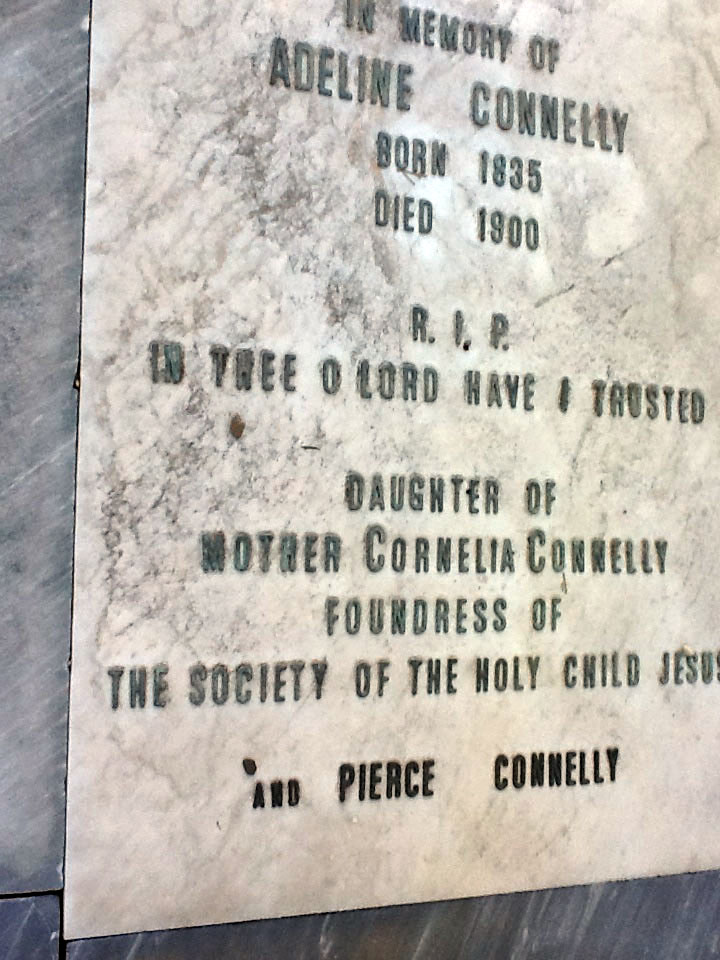 IN MEMORY OF
ADELINE CONNELLY
BORN 1835
DIED 1900
R. I. P.
IN THEE O LORD HAVE I TRUSTED
DAUGHTER OF
MOTHER CORNELIA CONNELLY
FOUNDRESS OF
THE SOCIETY OF THE HOLY CHILD JESUS
AND PIERCE CONNELLY